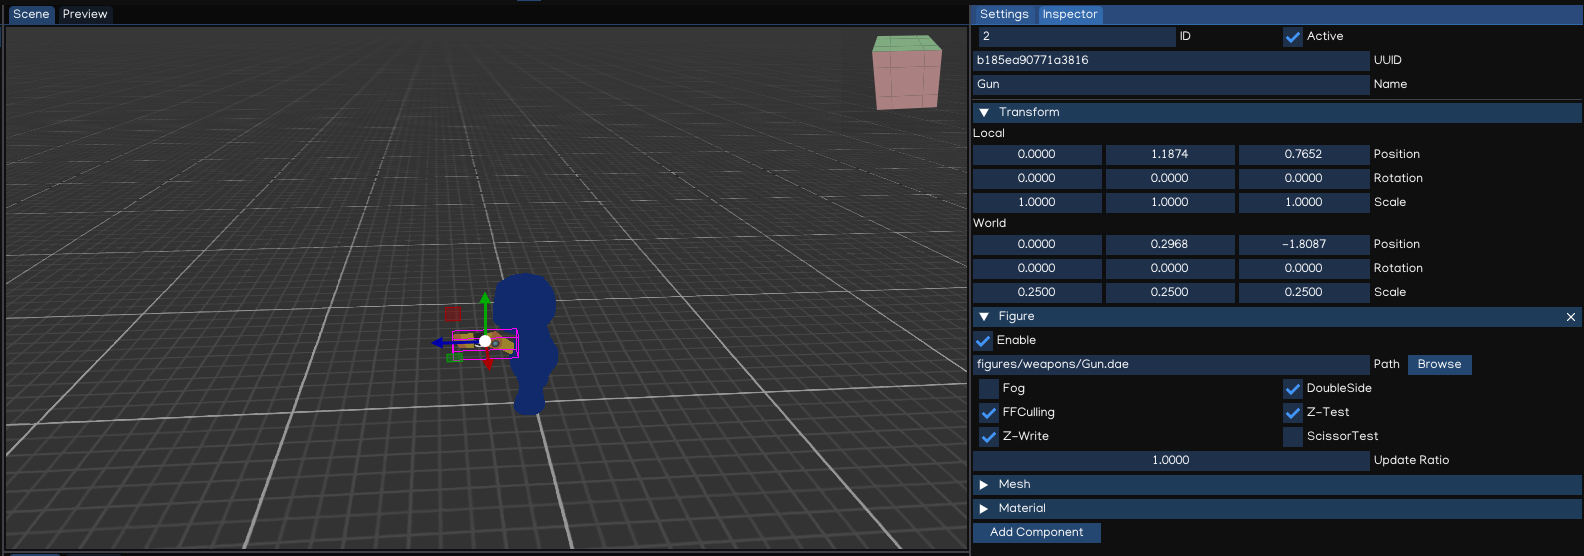 Scene Preview
Settings Inspector
2 ID Active
b185ea90771a3816 UUID
Gun Name
Transform
Local
0.0000 1.1874 0.7652 Position
0.0000 0.0000 0.0000 Rotation
1.0000 1.0000 1.0000 Scale
World
0.0000 0.2968 -1.8087 Position
0.0000 0.0000 0.0000 Rotation
0.2500 0.2500 0.2500 Scale
Figure
Enable
figures/weapons/Gun.dae Path Browse
Fog DoubleSide
FFCulling Z-Test
Z-Write ScissorTest
1.0000 Update Ratio
Mesh
Material
Add Component